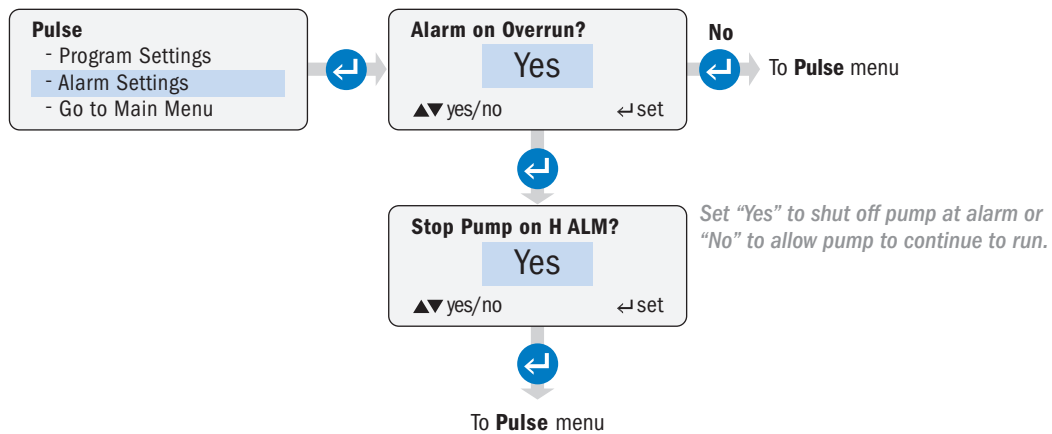 Pulse
- Program Settings
- Alarm Settings
- Go to Main Menu
Alarm on Overrun?
Yes
▲▼ yes/no ↵ set
No
To Pulse menu
Stop Pump on H ALM?
Yes
▲▼ yes/no ↵ set
Set “Yes” to shut off pump at alarm or
“No” to allow pump to continue to run.
To Pulse menu